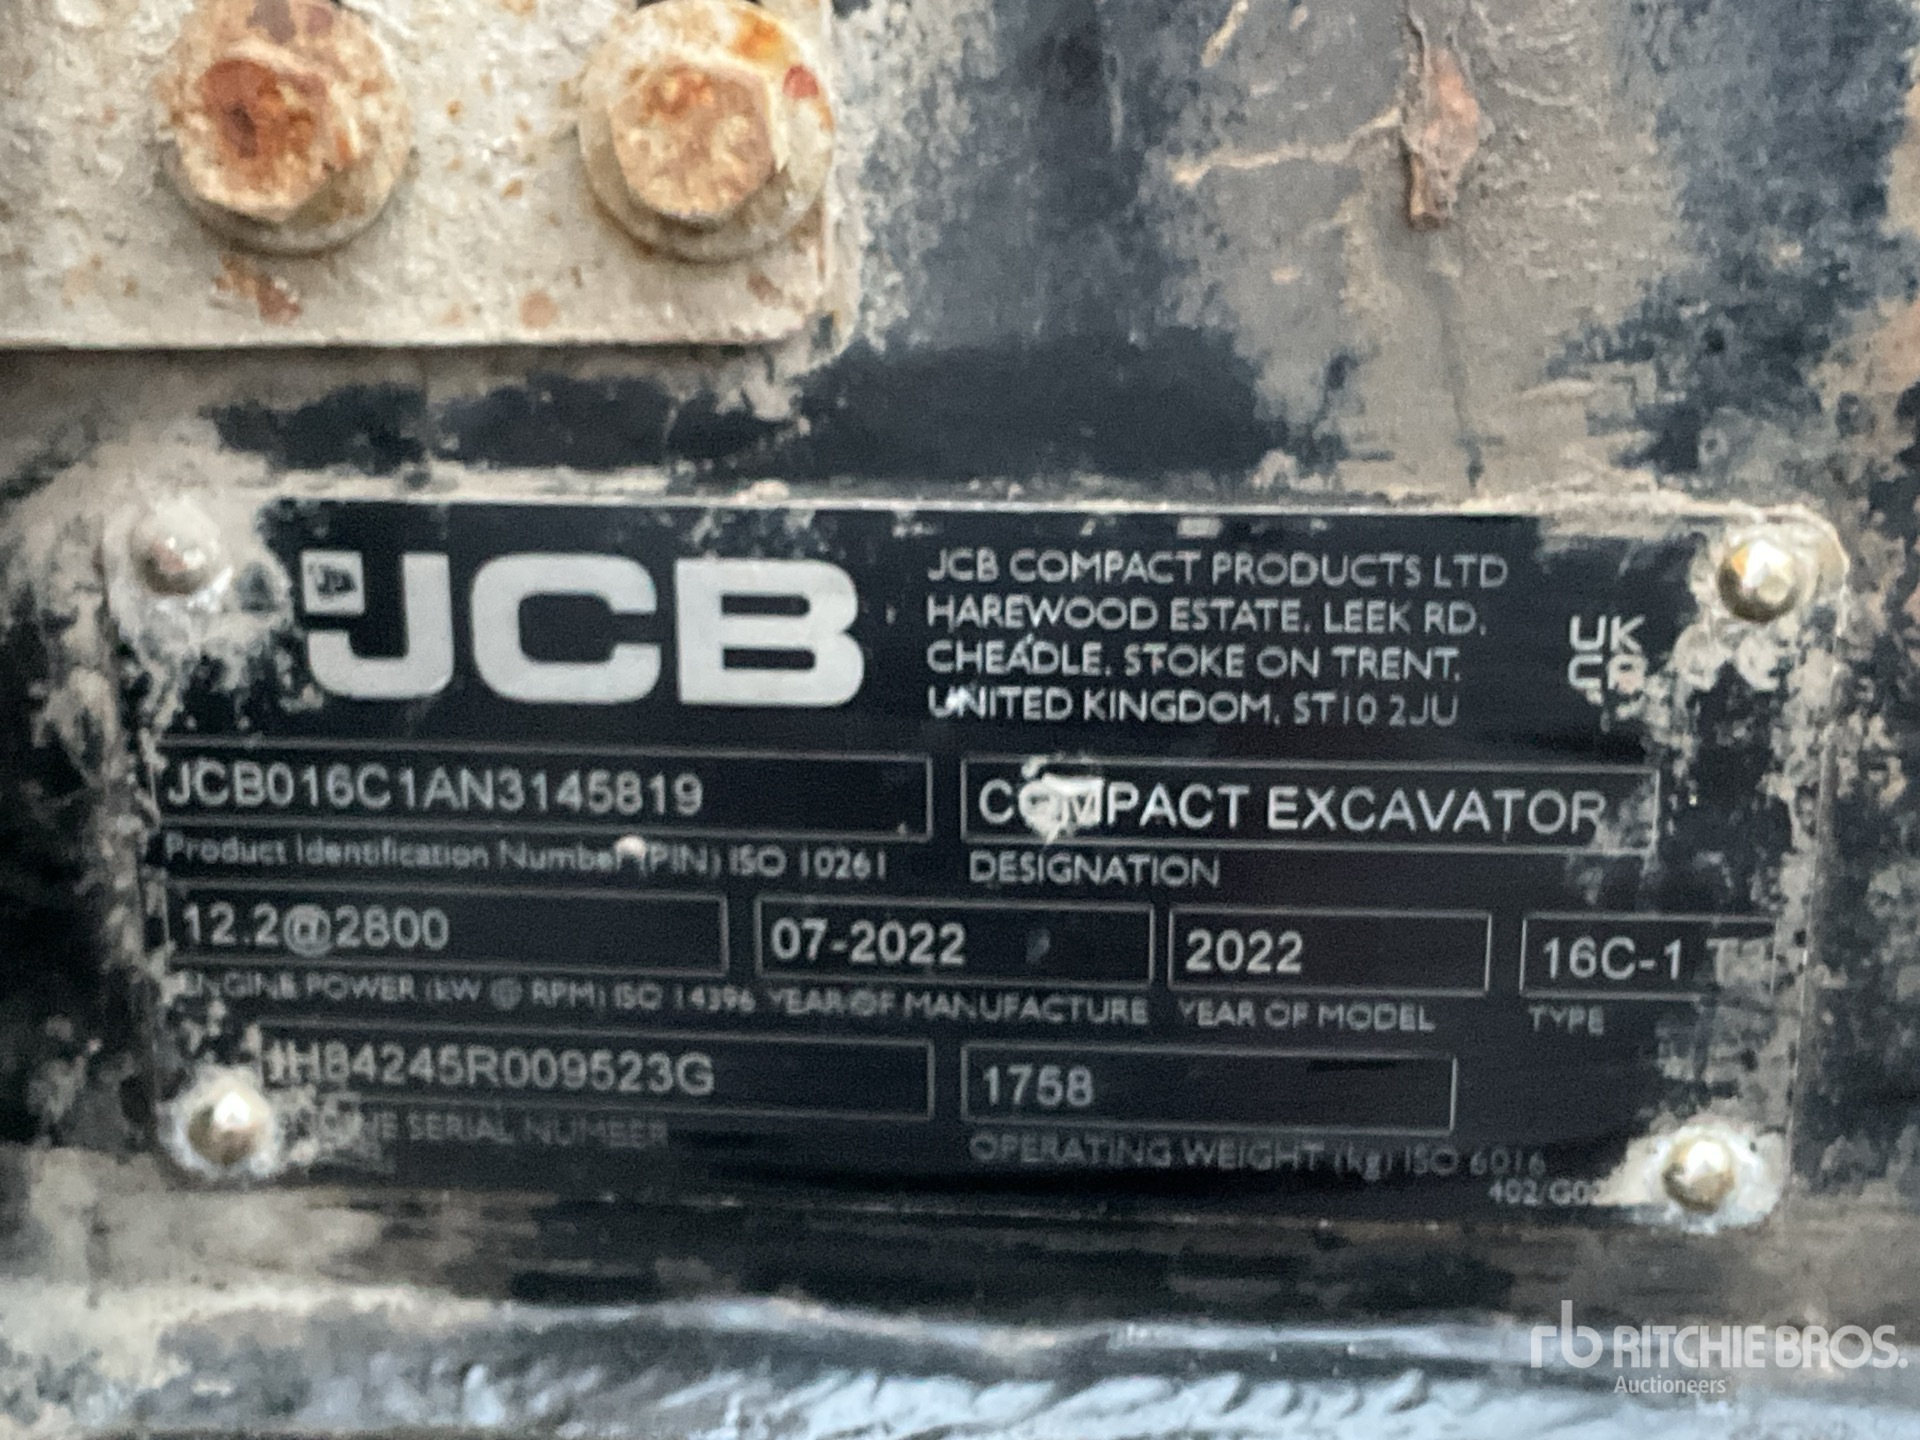 JCB
JCB COMPACT PRODUCTS LTD
HAREWOOD ESTATE, LEEK RD,
CHEADLE, STOKE ON TRENT,
UNITED KINGDOM, ST10 2JU
UK
CA
JCB016C1AN3145819
Product Identification Number (PIN) ISO 10261
COMPACT EXCAVATOR
DESIGNATION
12.2@2800
ENGINE POWER (kW @ RPM) ISO 14396
07-2022
YEAR OF MANUFACTURE
2022
YEAR OF MODEL
16C-1
TYPE
SERIAL NUMBER
1758
OPERATING WEIGHT (kg) ISO 6016
rb RITCHIE BROS.
Auctioneers